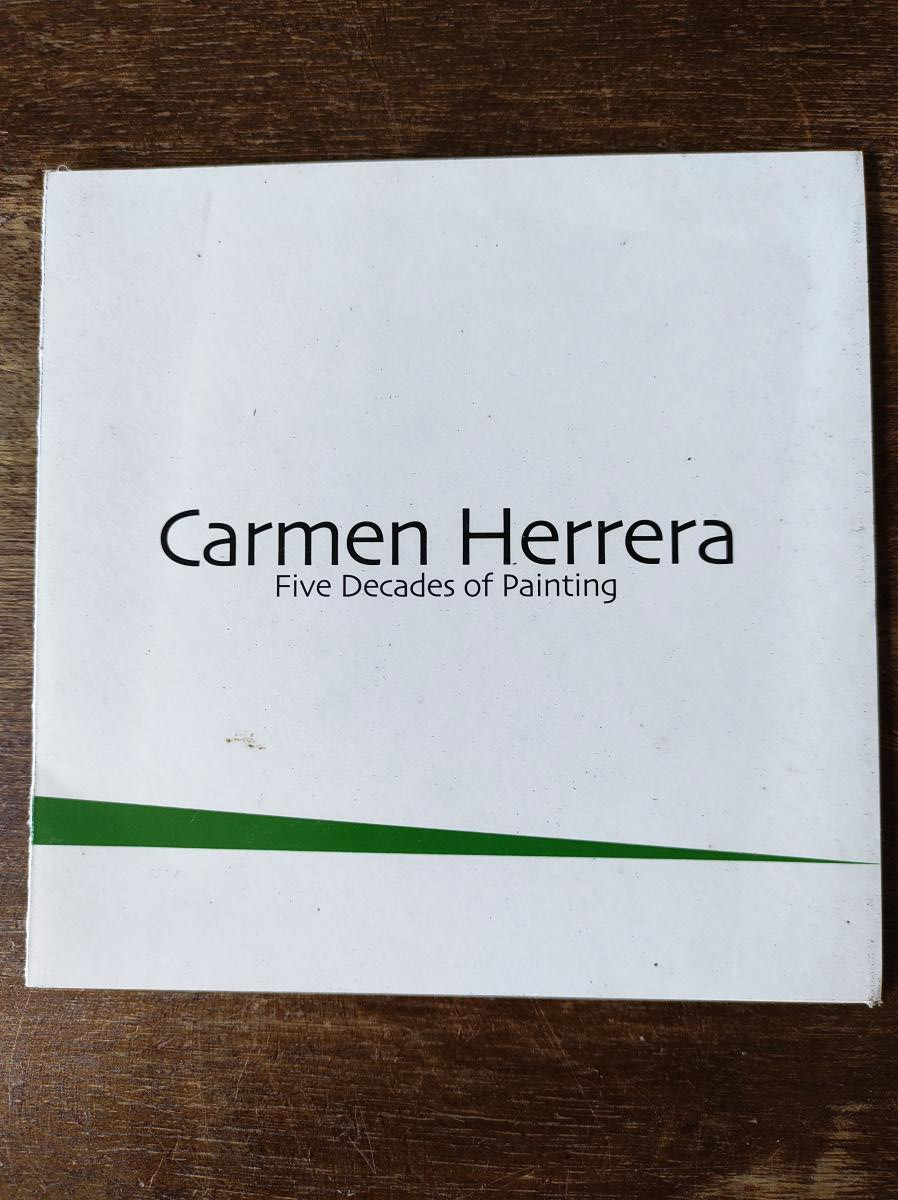 Carmen Herrera
Five Decades of Painting